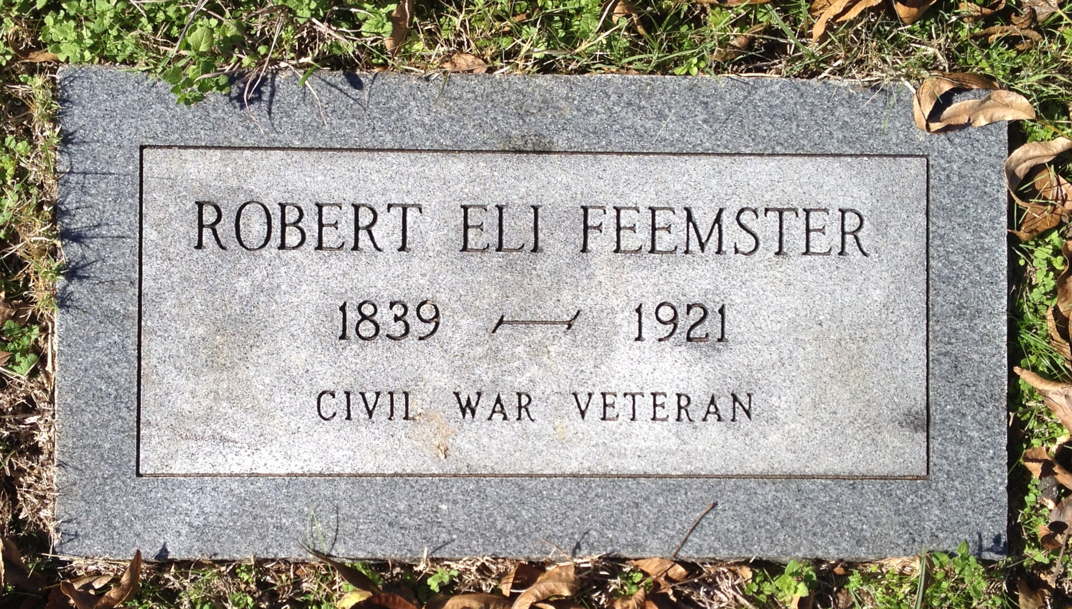 ROBERT ELI FEEMSTER
1839 — 1921
CIVIL WAR VETERAN